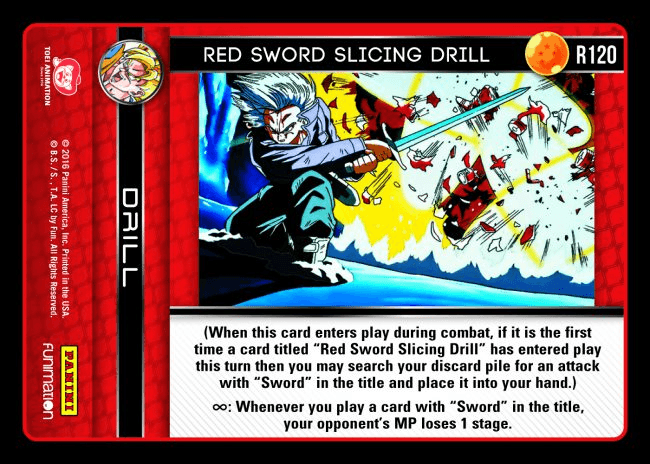 RED SWORD SLICING DRILL
R120
TOEI ANIMATION
© 2016 Panini America, Inc. Printed in the USA.
© B.S. / S., T.A. LC by Fun. All Rights Reserved.
DRILL
PANINI
FUNIMATION
(When this card enters play during combat, if it is the first
time a card titled “Red Sword Slicing Drill” has entered play
this turn then you may search your discard pile for an attack
with “Sword” in the title and place it into your hand.)
∞: Whenever you play a card with “Sword” in the title,
your opponent’s MP loses 1 stage.